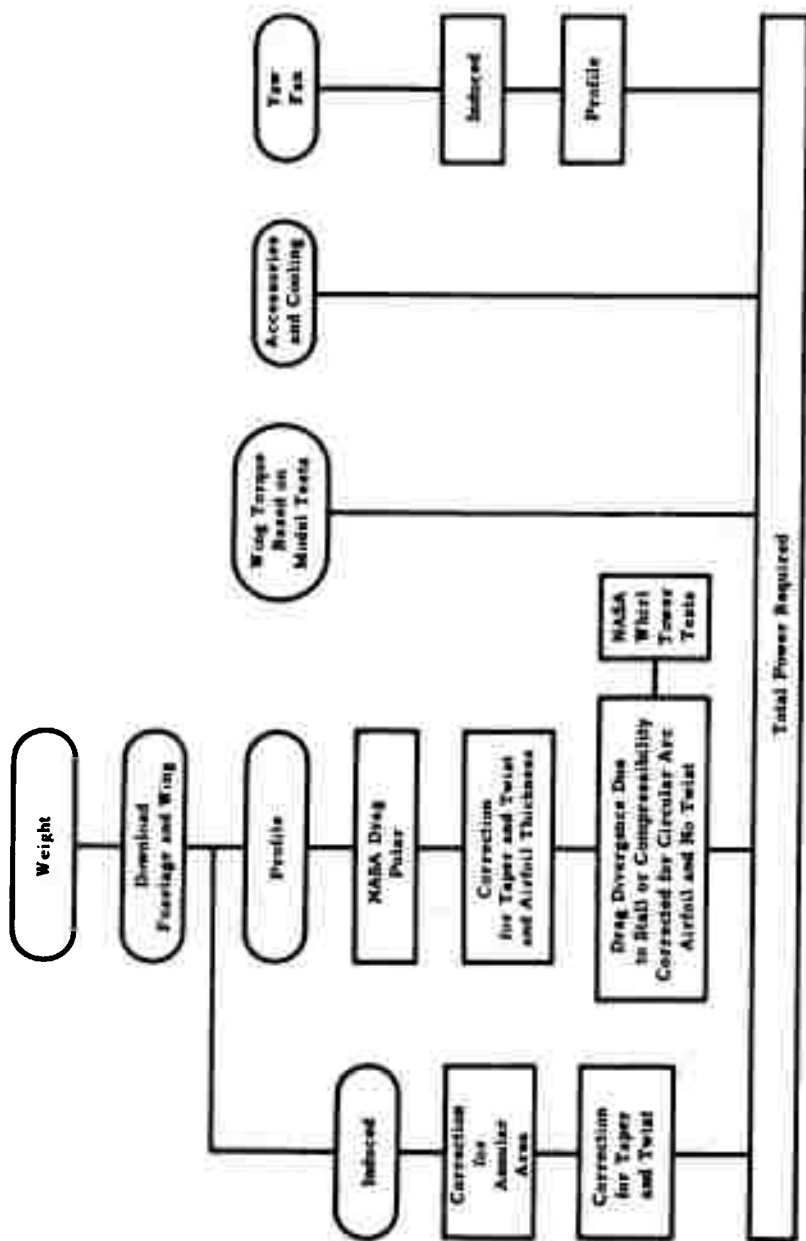 Weight
Download
Fuselage and Wing
Induced
Correction
for
Annular
Area
Correction
for Taper
and Twist
Profile
NASA Drag
Polar
Correction
for Taper and Twist
and Airfoil Thickness
Drag Divergence Due
to Stall or Compressibility
Corrected for Circular Arc
Airfoil and No Twist
NASA
Whirl
Tower
Tests
Wing Torque
Based on
Model Tests
Accessories
and Cooling
Yaw
Fan
Induced
Profile
Total Power Required